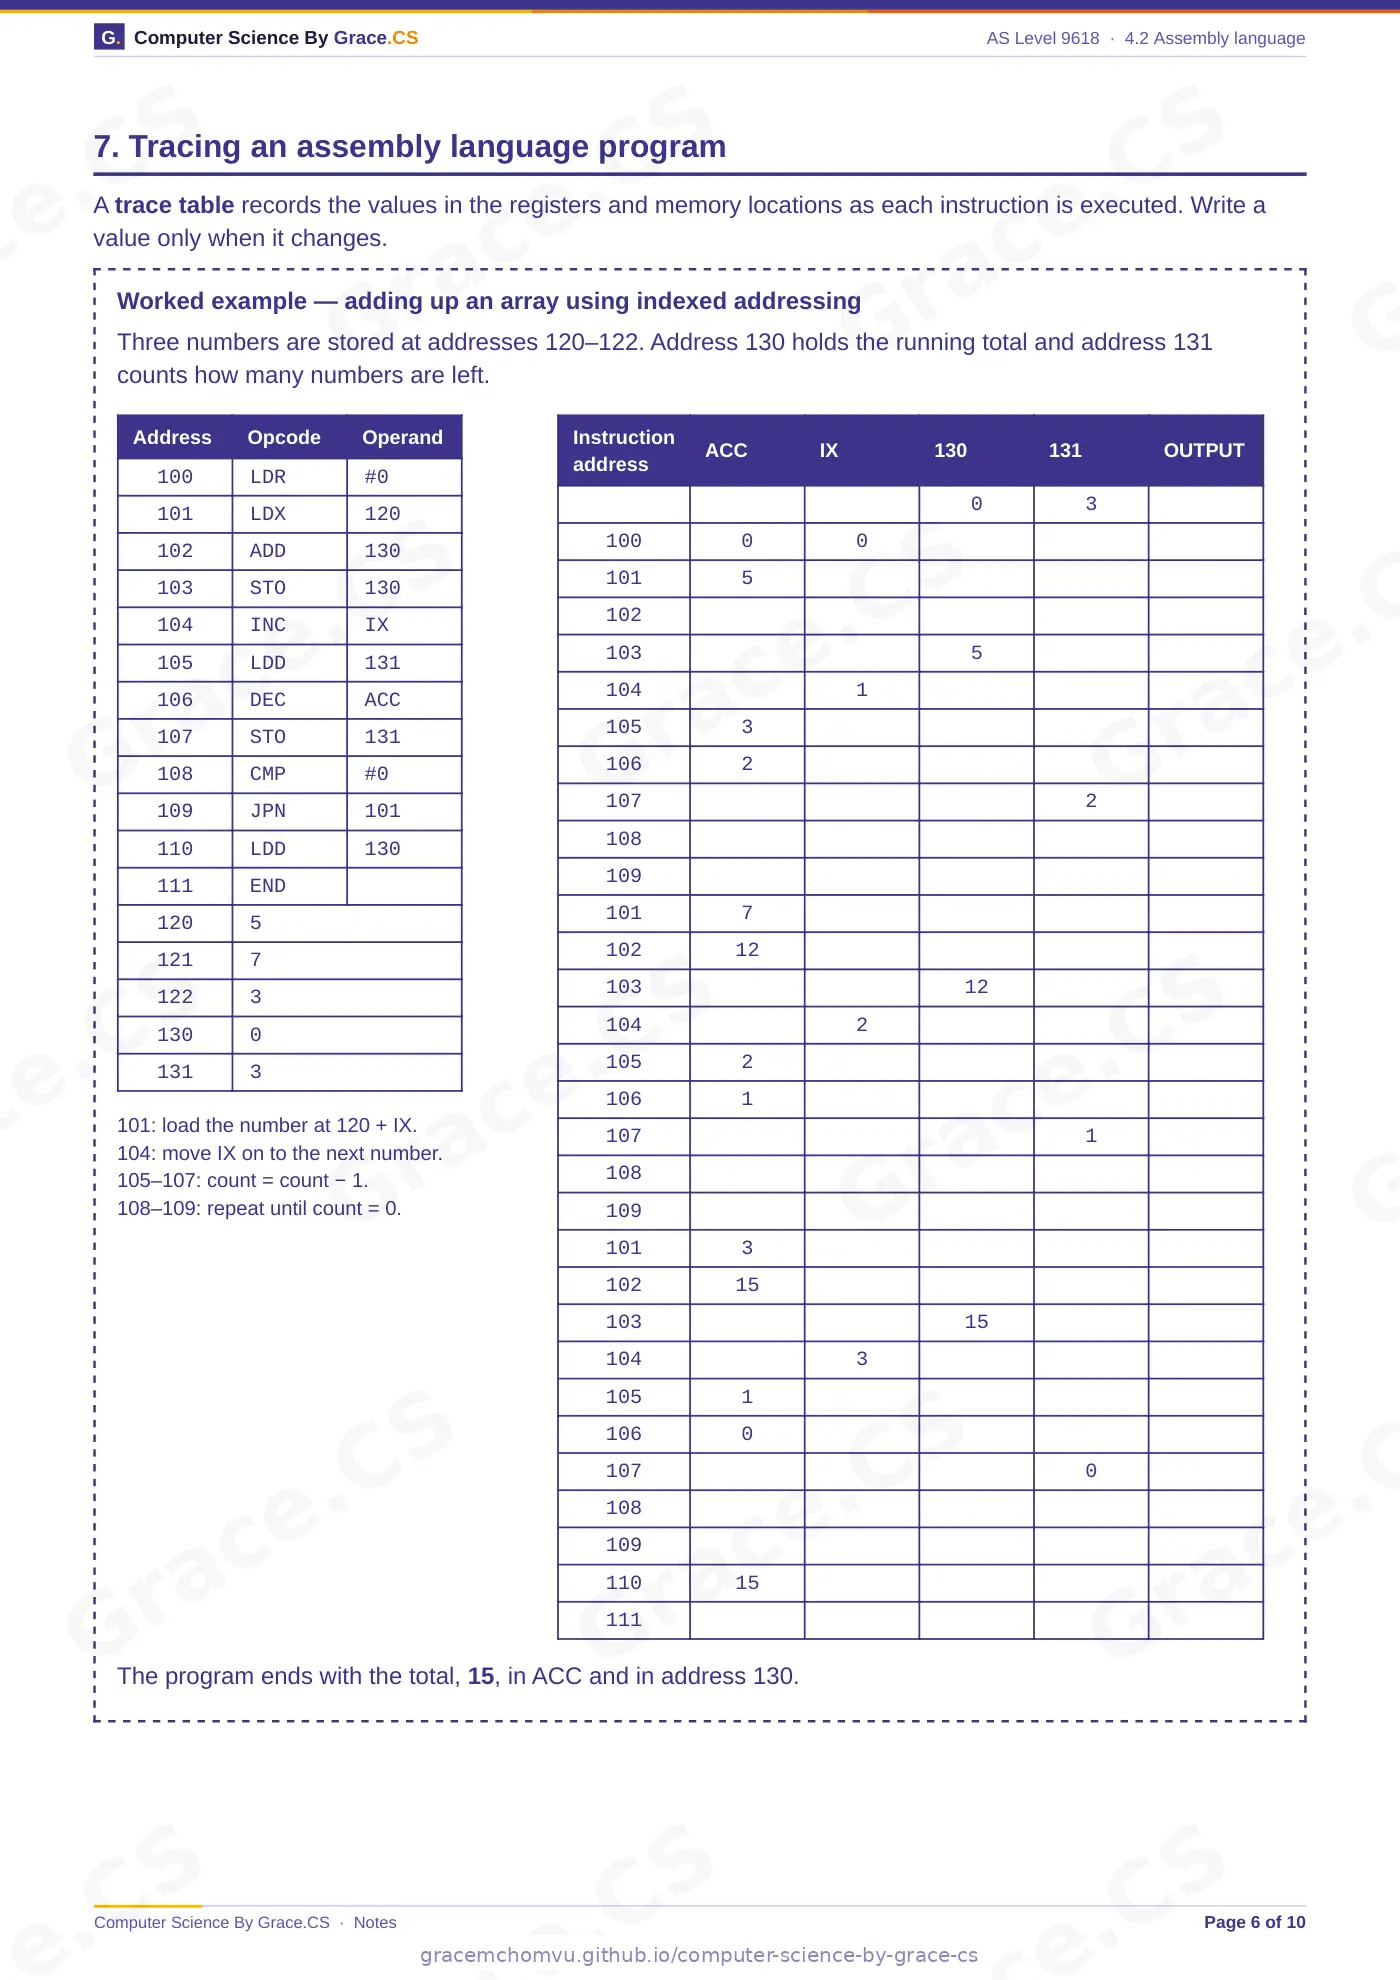 G. Computer Science By Grace.CS
AS Level 9618 · 4.2 Assembly language
7. Tracing an assembly language program
A trace table records the values in the registers and memory locations as each instruction is executed. Write a
value only when it changes.
Worked example — adding up an array using indexed addressing
Three numbers are stored at addresses 120–122. Address 130 holds the running total and address 131
counts how many numbers are left.
Address Opcode Operand
100 LDR #0
101 LDX 120
102 ADD 130
103 STO 130
104 INC IX
105 LDD 131
106 DEC ACC
107 STO 131
108 CMP #0
109 JPN 101
110 LDD 130
111 END
120 5
121 7
122 3
130 0
131 3
101: load the number at 120 + IX.
104: move IX on to the next number.
105–107: count = count − 1.
108–109: repeat until count = 0.
Instruction address ACC IX 130 131 OUTPUT
0 3
100 0 0
101 5
102
103 5
104 1
105 3
106 2
107 2
108
109
101 7
102 12
103 12
104 2
105 2
106 1
107 1
108
109
101 3
102 15
103 15
104 3
105 1
106 0
107 0
108
109
110 15
111
The program ends with the total, 15, in ACC and in address 130.
Computer Science By Grace.CS · Notes
Page 6 of 10
gracemchomvu.github.io/computer-science-by-grace-cs